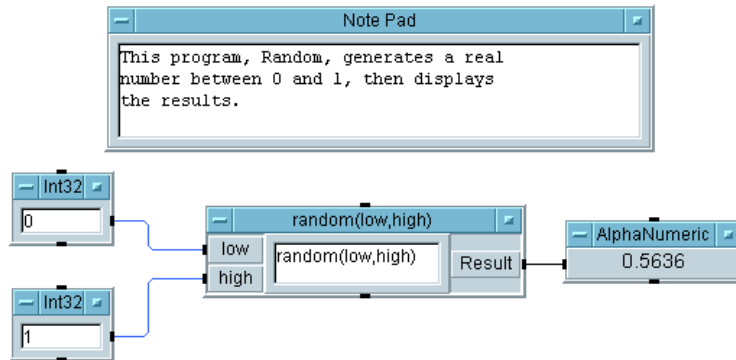 Note Pad
This program, Random, generates a real
number between 0 and 1, then displays
the results.
Int32
0
random(low,high)
low
high
random(low,high)
Result
AlphaNumeric
0.5636
Int32
1